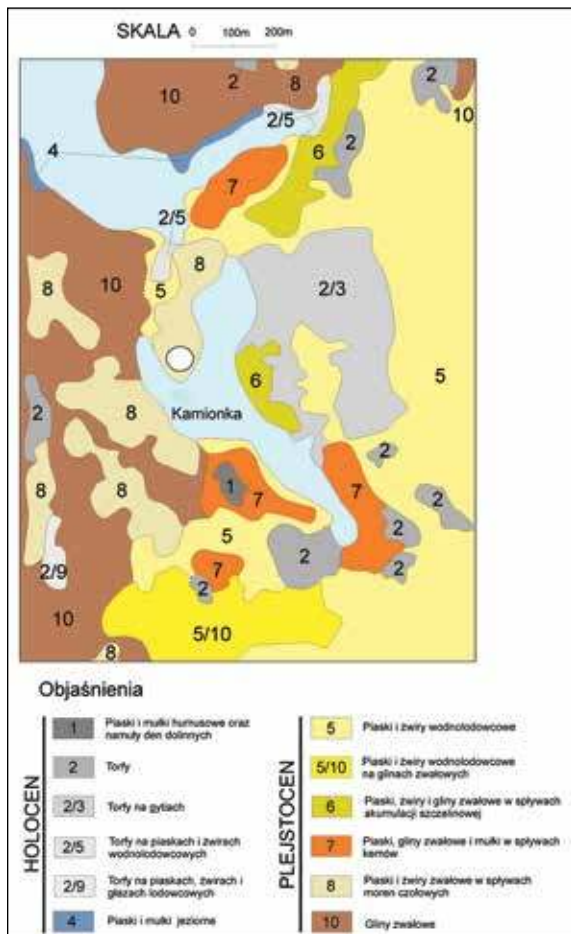 SKALA 0 100m 200m
2
8
2
10
10
2/5
4
6
2
7
2/5
8
10
8
5
2/3
5
6
8
Kamionka
2
8
8
1
7
7
2
5
2
2
2/9
7
2
2
10
5/10
8
Objaśnienia
HOLOCEN
1 Piaski i mułki humusowe oraz
namuły den dolinnych
2 Torfy
2/3 Torfy na gytiach
2/5 Torfy na piaskach i żwirach
wodnolodowcowych
2/9 Torfy na piaskach, żwirach i
głazach lodowcowych
4 Piaski i mułki jeziorne
PLEJSTOCEN
5 Piaski i żwiry wodnolodowcowe
5/10 Piaski i żwiry wodnolodowcowe
na glinach zwałowych
6 Piaski, żwiry i gliny zwałowe w spływach
akumulacji szczelinowej
7 Piaski, gliny zwałowe i mułki w spływach
kemów
8 Piaski i żwiry zwałowe w spływach
moren czołowych
10 Gliny zwałowe